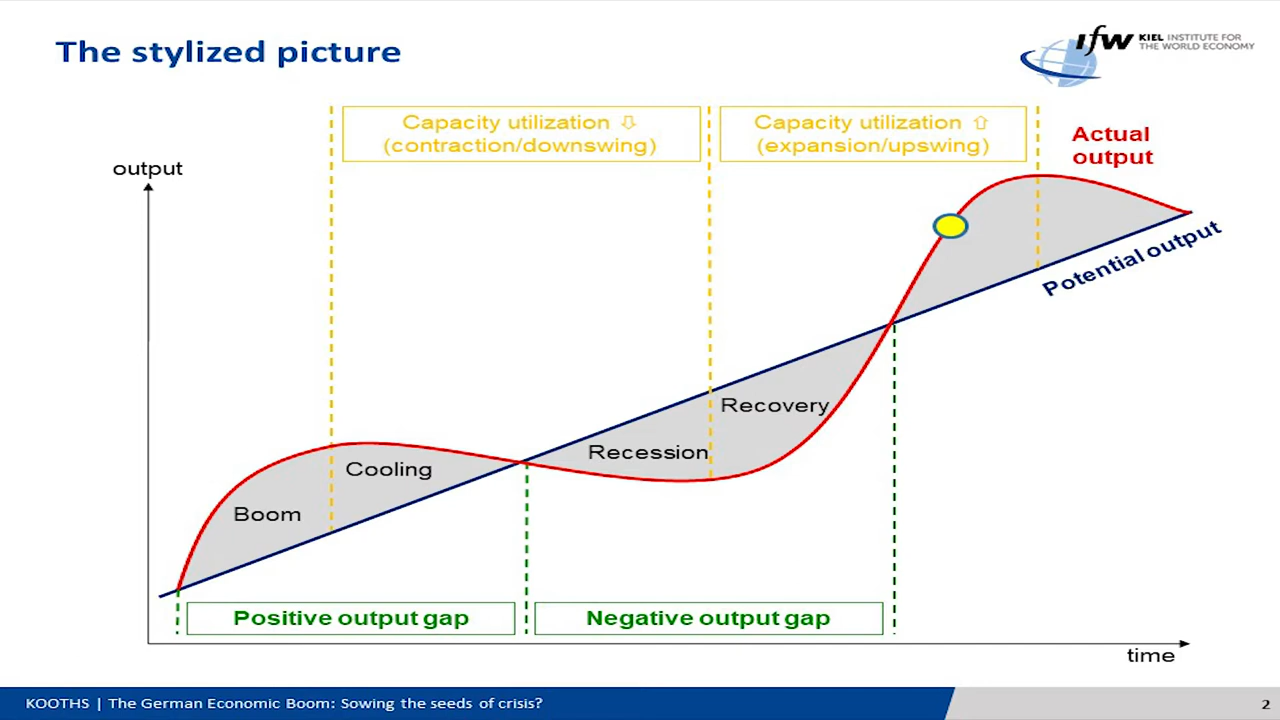 The stylized picture
ifw KIEL INSTITUTE FOR
THE WORLD ECONOMY
Capacity utilization ⇩
(contraction/downswing)
Capacity utilization ⇧
(expansion/upswing)
Actual
output
output
Potential output
Recovery
Recession
Cooling
Boom
Positive output gap
Negative output gap
time
KOOTHS | The German Economic Boom: Sowing the seeds of crisis?
2